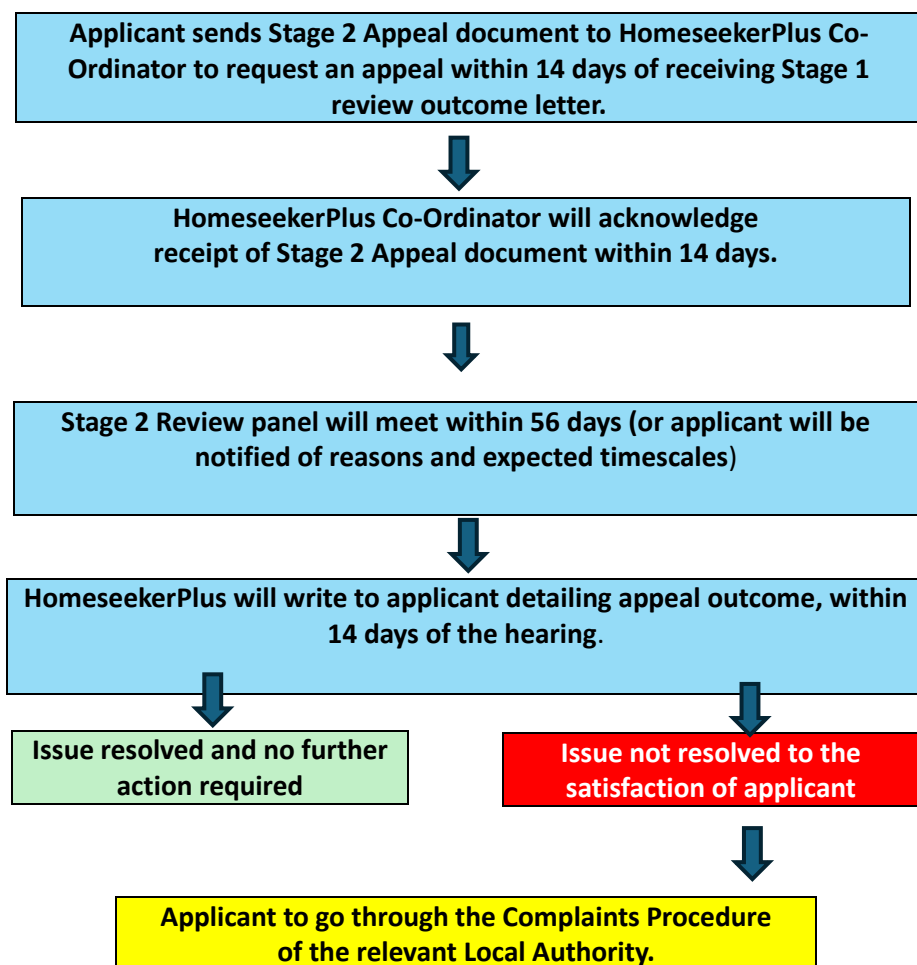 Applicant sends Stage 2 Appeal document to HomeseekerPlus Co-
Ordinator to request an appeal within 14 days of receiving Stage 1
review outcome letter.
HomeseekerPlus Co-Ordinator will acknowledge
receipt of Stage 2 Appeal document within 14 days.
Stage 2 Review panel will meet within 56 days (or applicant will be
notified of reasons and expected timescales)
HomeseekerPlus will write to applicant detailing appeal outcome, within
14 days of the hearing.
Issue resolved and no further
action required
Issue not resolved to the
satisfaction of applicant
Applicant to go through the Complaints Procedure
of the relevant Local Authority.